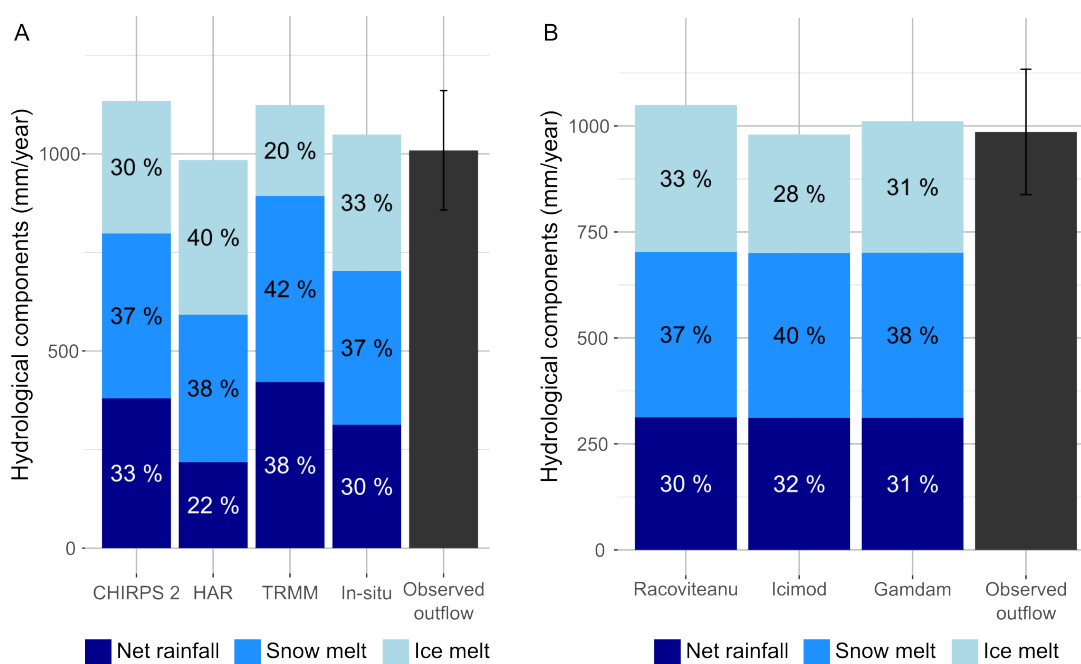 A
Hydrological components (mm/year)
1000
500
0
30 %
37 %
33 %
40 %
38 %
22 %
20 %
42 %
38 %
33 %
37 %
30 %
CHIRPS 2
HAR
TRMM
In-situ
Observed
outflow
Net rainfall
Snow melt
Ice melt
B
Hydrological components (mm/year)
1000
750
500
250
0
33 %
37 %
30 %
28 %
40 %
32 %
31 %
38 %
31 %
Racoviteanu
Icimod
Gamdam
Observed
outflow
Net rainfall
Snow melt
Ice melt